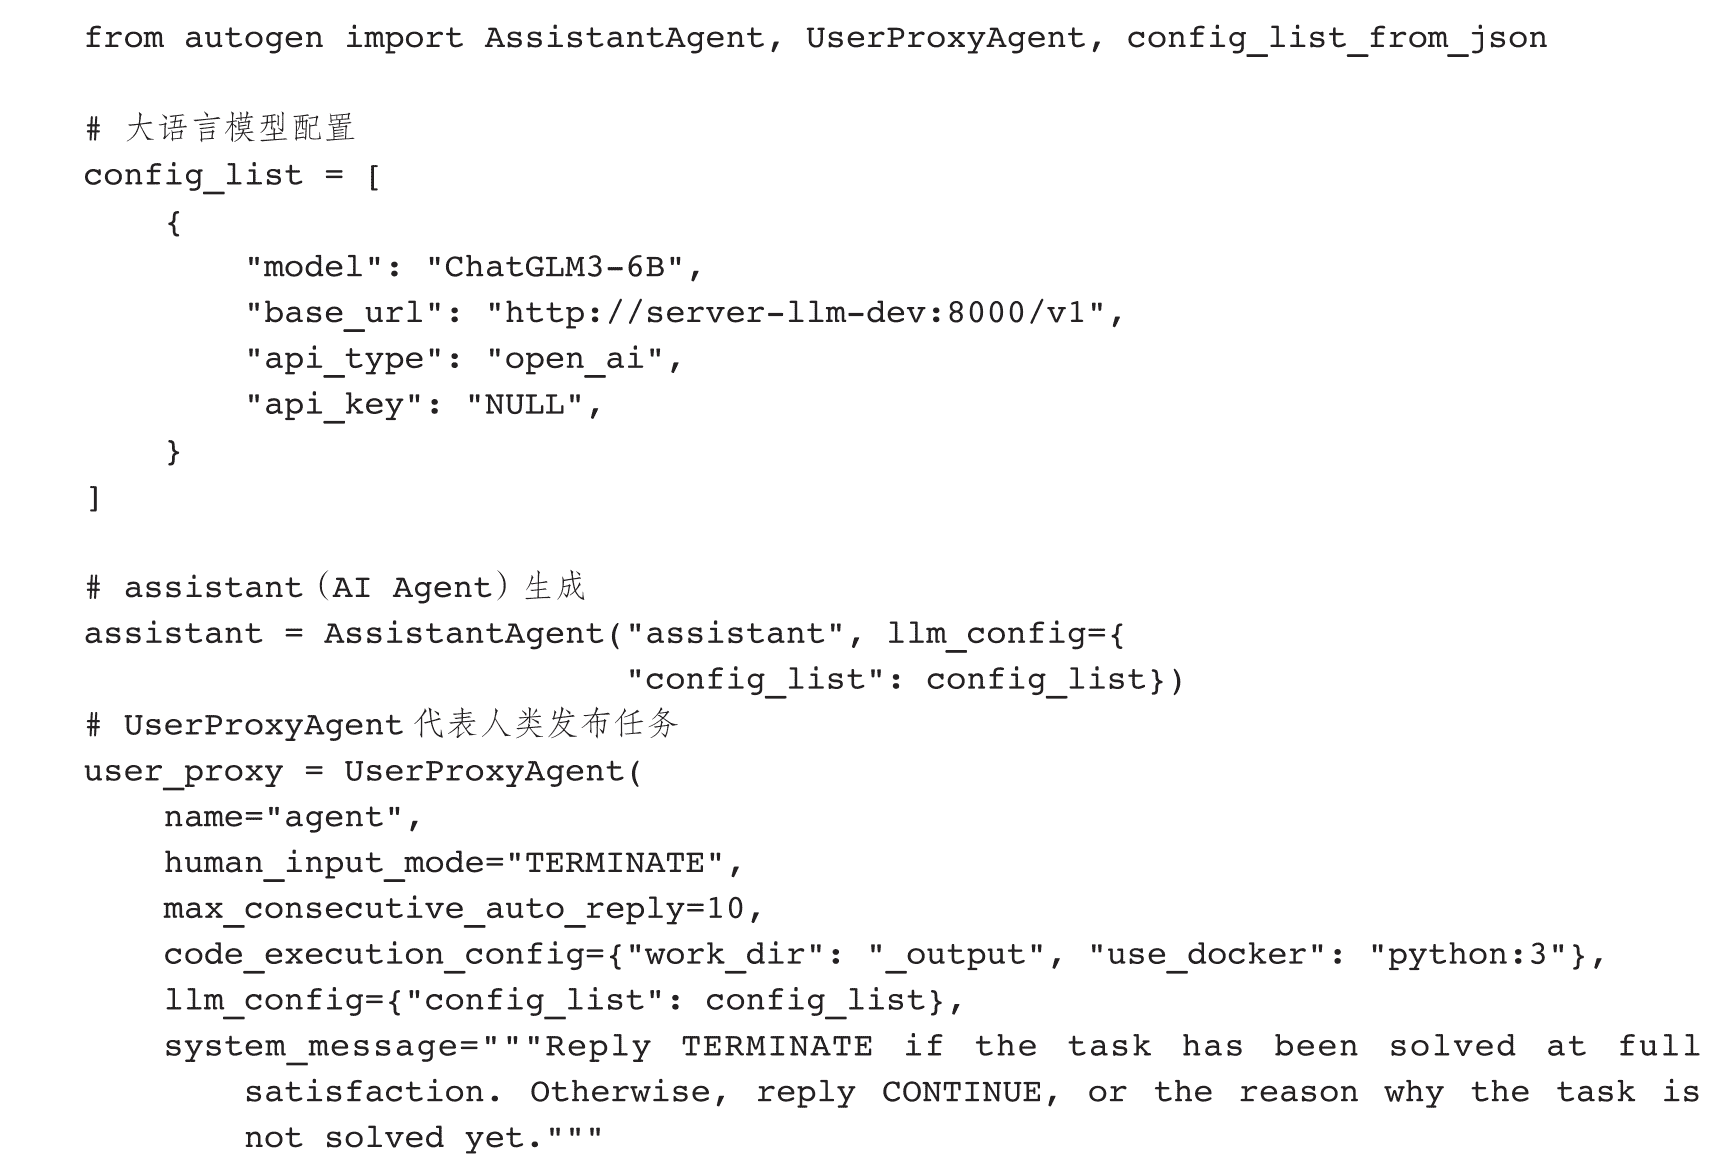 from autogen import AssistantAgent, UserProxyAgent, config_list_from_json
# 大语言模型配置
config_list = [
    {
        "model": "ChatGLM3-6B",
        "base_url": "http://server-llm-dev:8000/v1",
        "api_type": "open_ai",
        "api_key": "NULL",
    }
]
# assistant（AI Agent）生成
assistant = AssistantAgent("assistant", llm_config={
                           "config_list": config_list})
# UserProxyAgent 代表人类发布任务
user_proxy = UserProxyAgent(
    name="agent",
    human_input_mode="TERMINATE",
    max_consecutive_auto_reply=10,
    code_execution_config={"work_dir": "_output", "use_docker": "python:3"},
    llm_config={"config_list": config_list},
    system_message="""Reply TERMINATE if the task has been solved at full
        satisfaction. Otherwise, reply CONTINUE, or the reason why the task is
        not solved yet."""